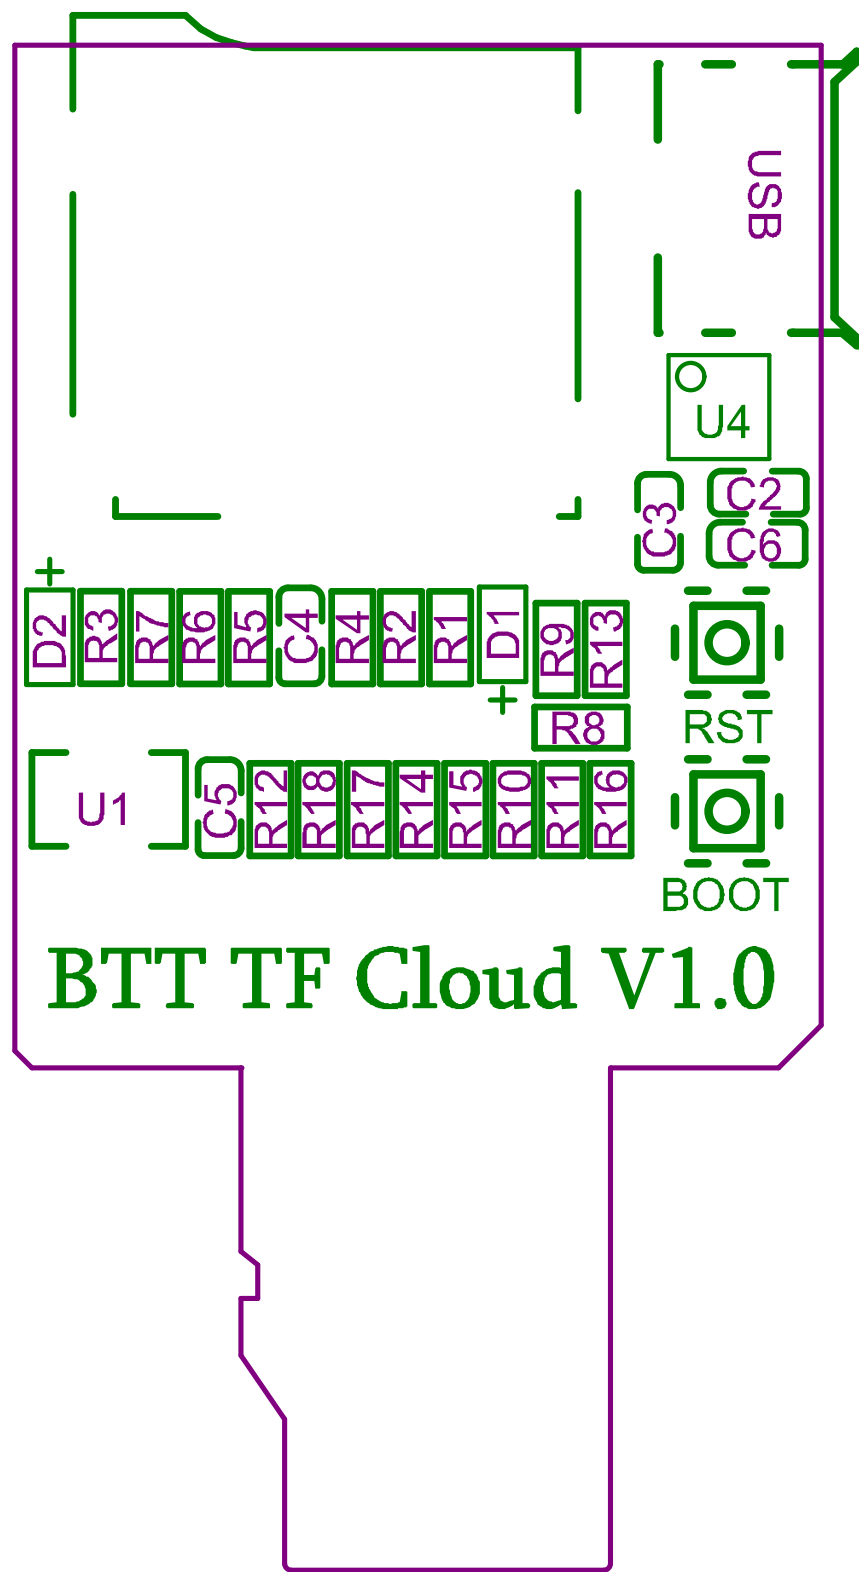 USB
U4
C3
C2
C6
+
D2
R3
R7
R6
R5
C4
R4
R2
R1
D1
+
R9
R13
R8
RST
U1
C5
R12
R18
R17
R14
R15
R10
R11
R16
BOOT
BTT TF Cloud V1.0